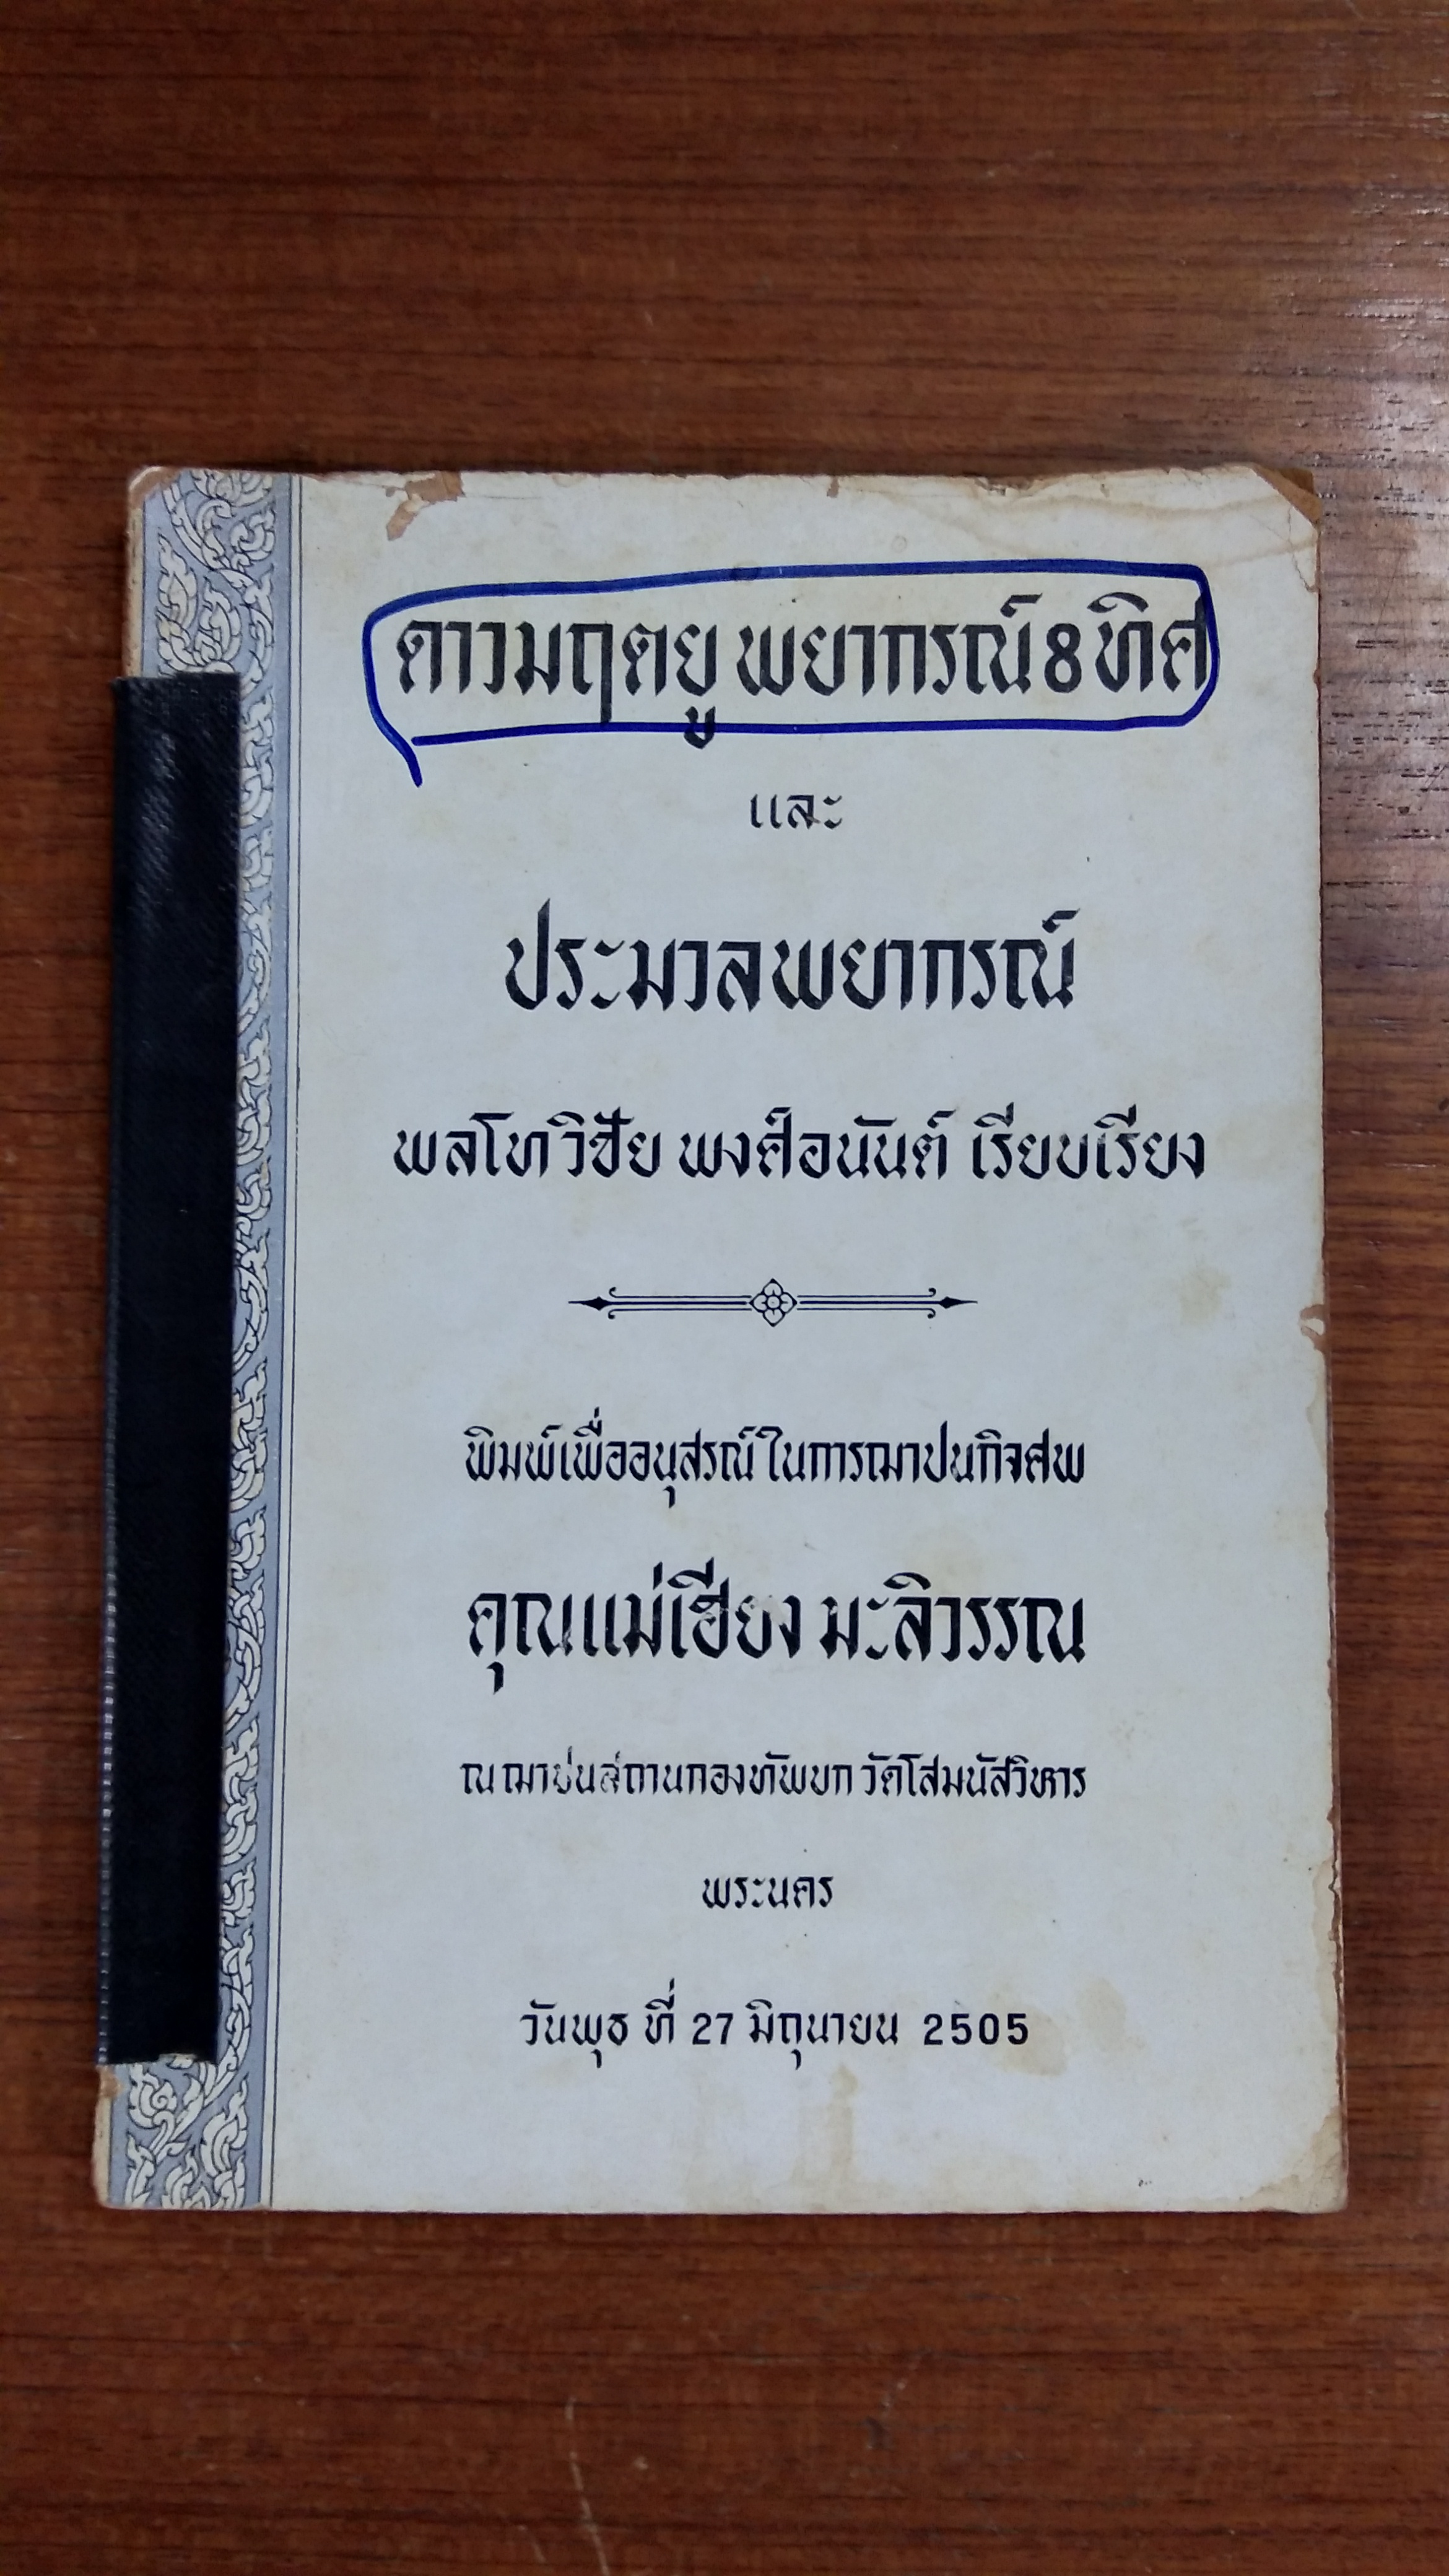 ดาวมฤตยู พยากรณ์ 8 ทิศ
และ
ประมวลพยากรณ์
พลโทวิชัย พงศ์อนันต์ เรียบเรียง
พิมพ์เพื่ออนุสรณ์ในการฌาปนกิจศพ
คุณแม่เฮียง มะลิวรรณ
ณ ฌาปนสถานกองทัพบก วัดโสมนัสวิหาร
พระนคร
วันพุธ ที่ 27 มิถุนายน 2505